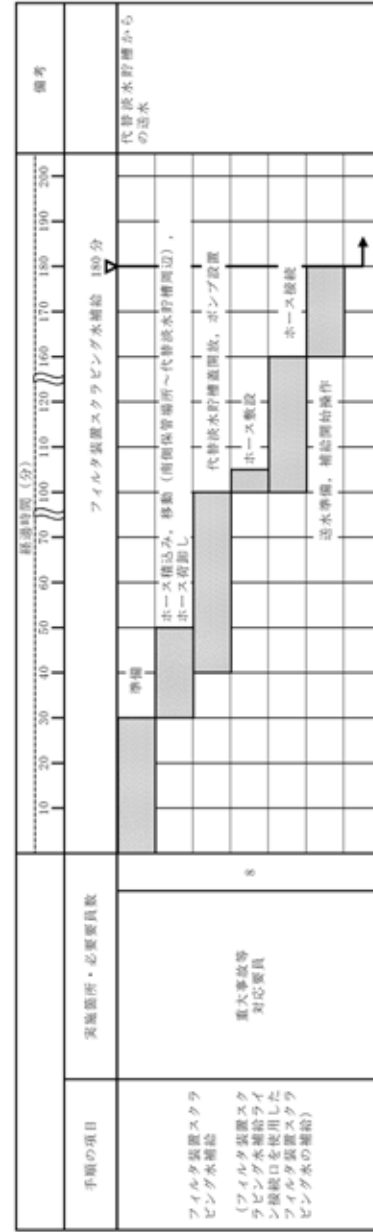 手順の項目
実施箇所・必要要員数
経過時間（分）
備考
10 20 30 40 50 60 70 100 110 120 160 170 180 190 200
フィルタ装置スクラビング水補給 180分
フィルタ装置スクラ
ビング水補給
（フィルタ装置スク
ラビング水補給ライ
ン接続口を使用した
フィルタ装置スクラ
ビング水の補給）
重大事故等
対応要員
8
準備
ホース積込み，移動（南側保管場所～代替淡水貯槽周辺），
ホース荷卸し
代替淡水貯槽蓋開放，ポンプ設置
ホース敷設
ホース接続
送水準備，補給開始操作
代替淡水貯槽から
の送水